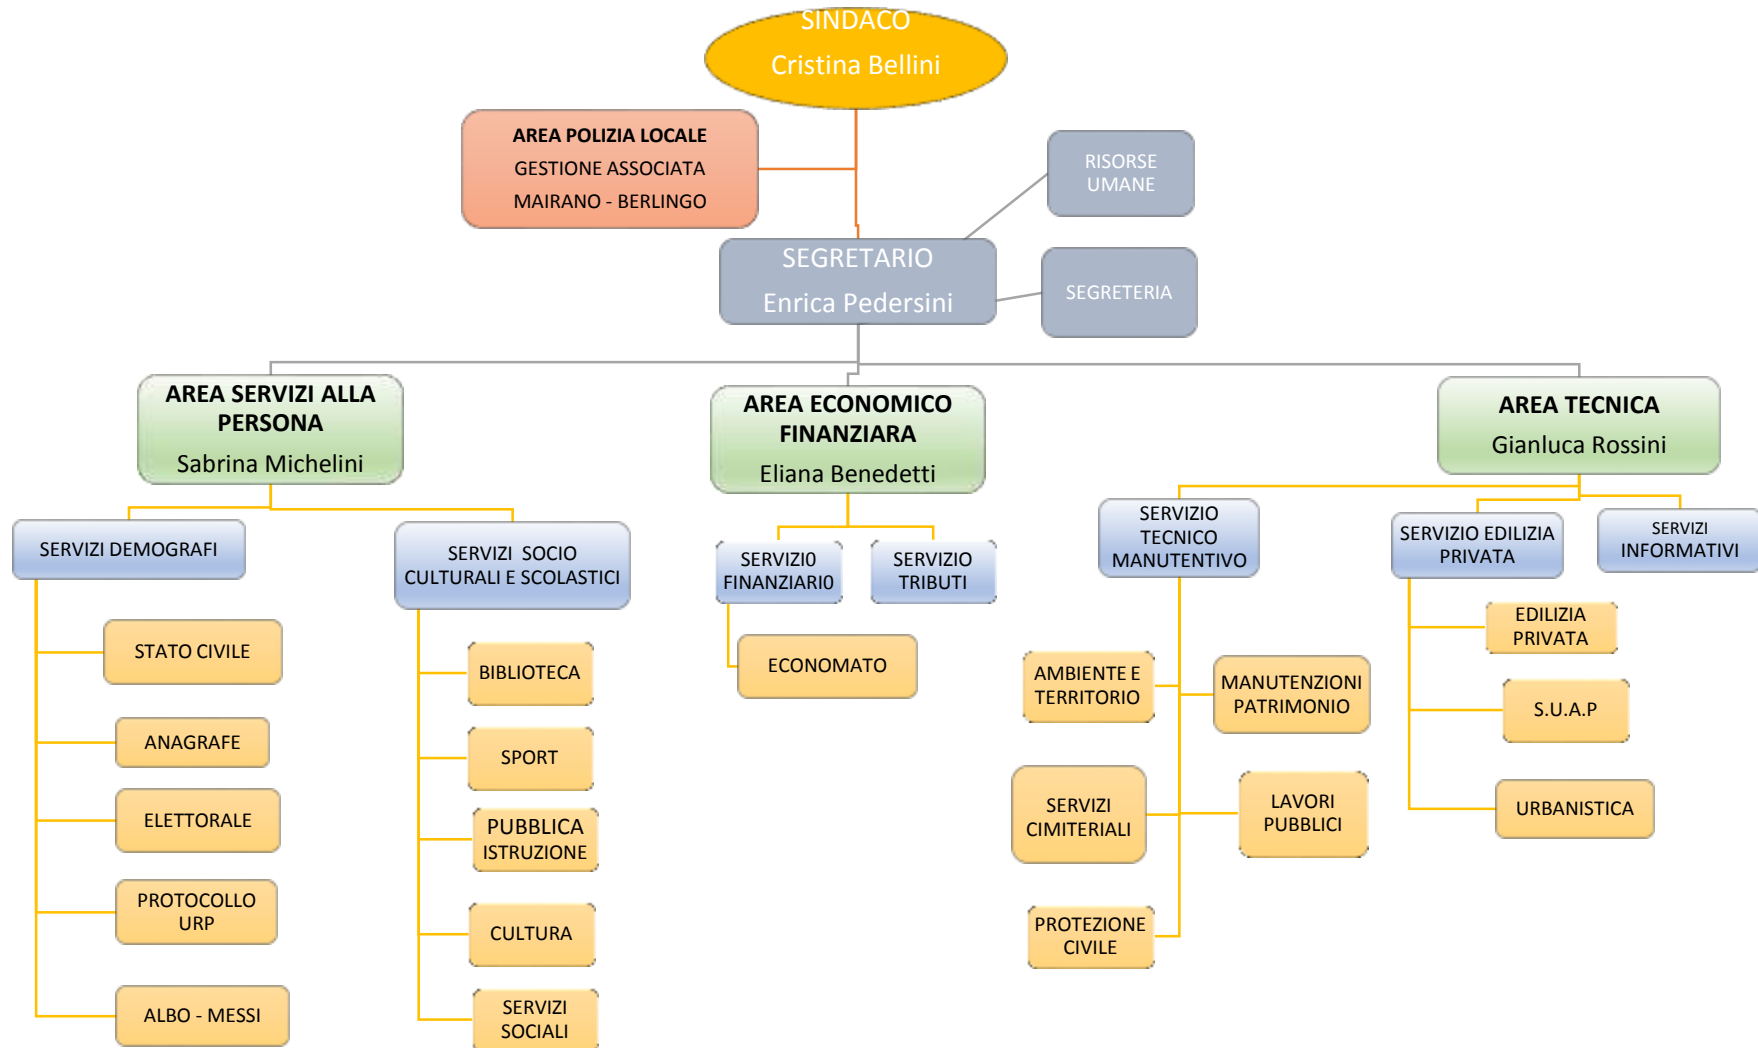 SINDACO
Cristina Bellini
AREA POLIZIA LOCALE
GESTIONE ASSOCIATA
MAIRANO - BERLINGO
RISORSE
UMANE
SEGRETARIO
Enrica Pedersini
SEGRETERIA
AREA SERVIZI ALLA
PERSONA
Sabrina Michelini
AREA ECONOMICO
FINANZIARA
Eliana Benedetti
AREA TECNICA
Gianluca Rossini
SERVIZI DEMOGRAFI
STATO CIVILE
ANAGRAFE
ELETTORALE
PROTOCOLLO
URP
ALBO - MESSI
SERVIZI SOCIO
CULTURALI E SCOLASTICI
BIBLIOTECA
SPORT
PUBBLICA
ISTRUZIONE
CULTURA
SERVIZI
SOCIALI
SERVIZI0
FINANZIARI0
ECONOMATO
SERVIZIO
TRIBUTI
SERVIZIO
TECNICO
MANUTENTIVO
AMBIENTE E
TERRITORIO
MANUTENZIONI
PATRIMONIO
SERVIZI
CIMITERIALI
LAVORI
PUBBLICI
PROTEZIONE
CIVILE
SERVIZIO EDILIZIA
PRIVATA
EDILIZIA
PRIVATA
S.U.A.P
URBANISTICA
SERVIZI
INFORMATIVI